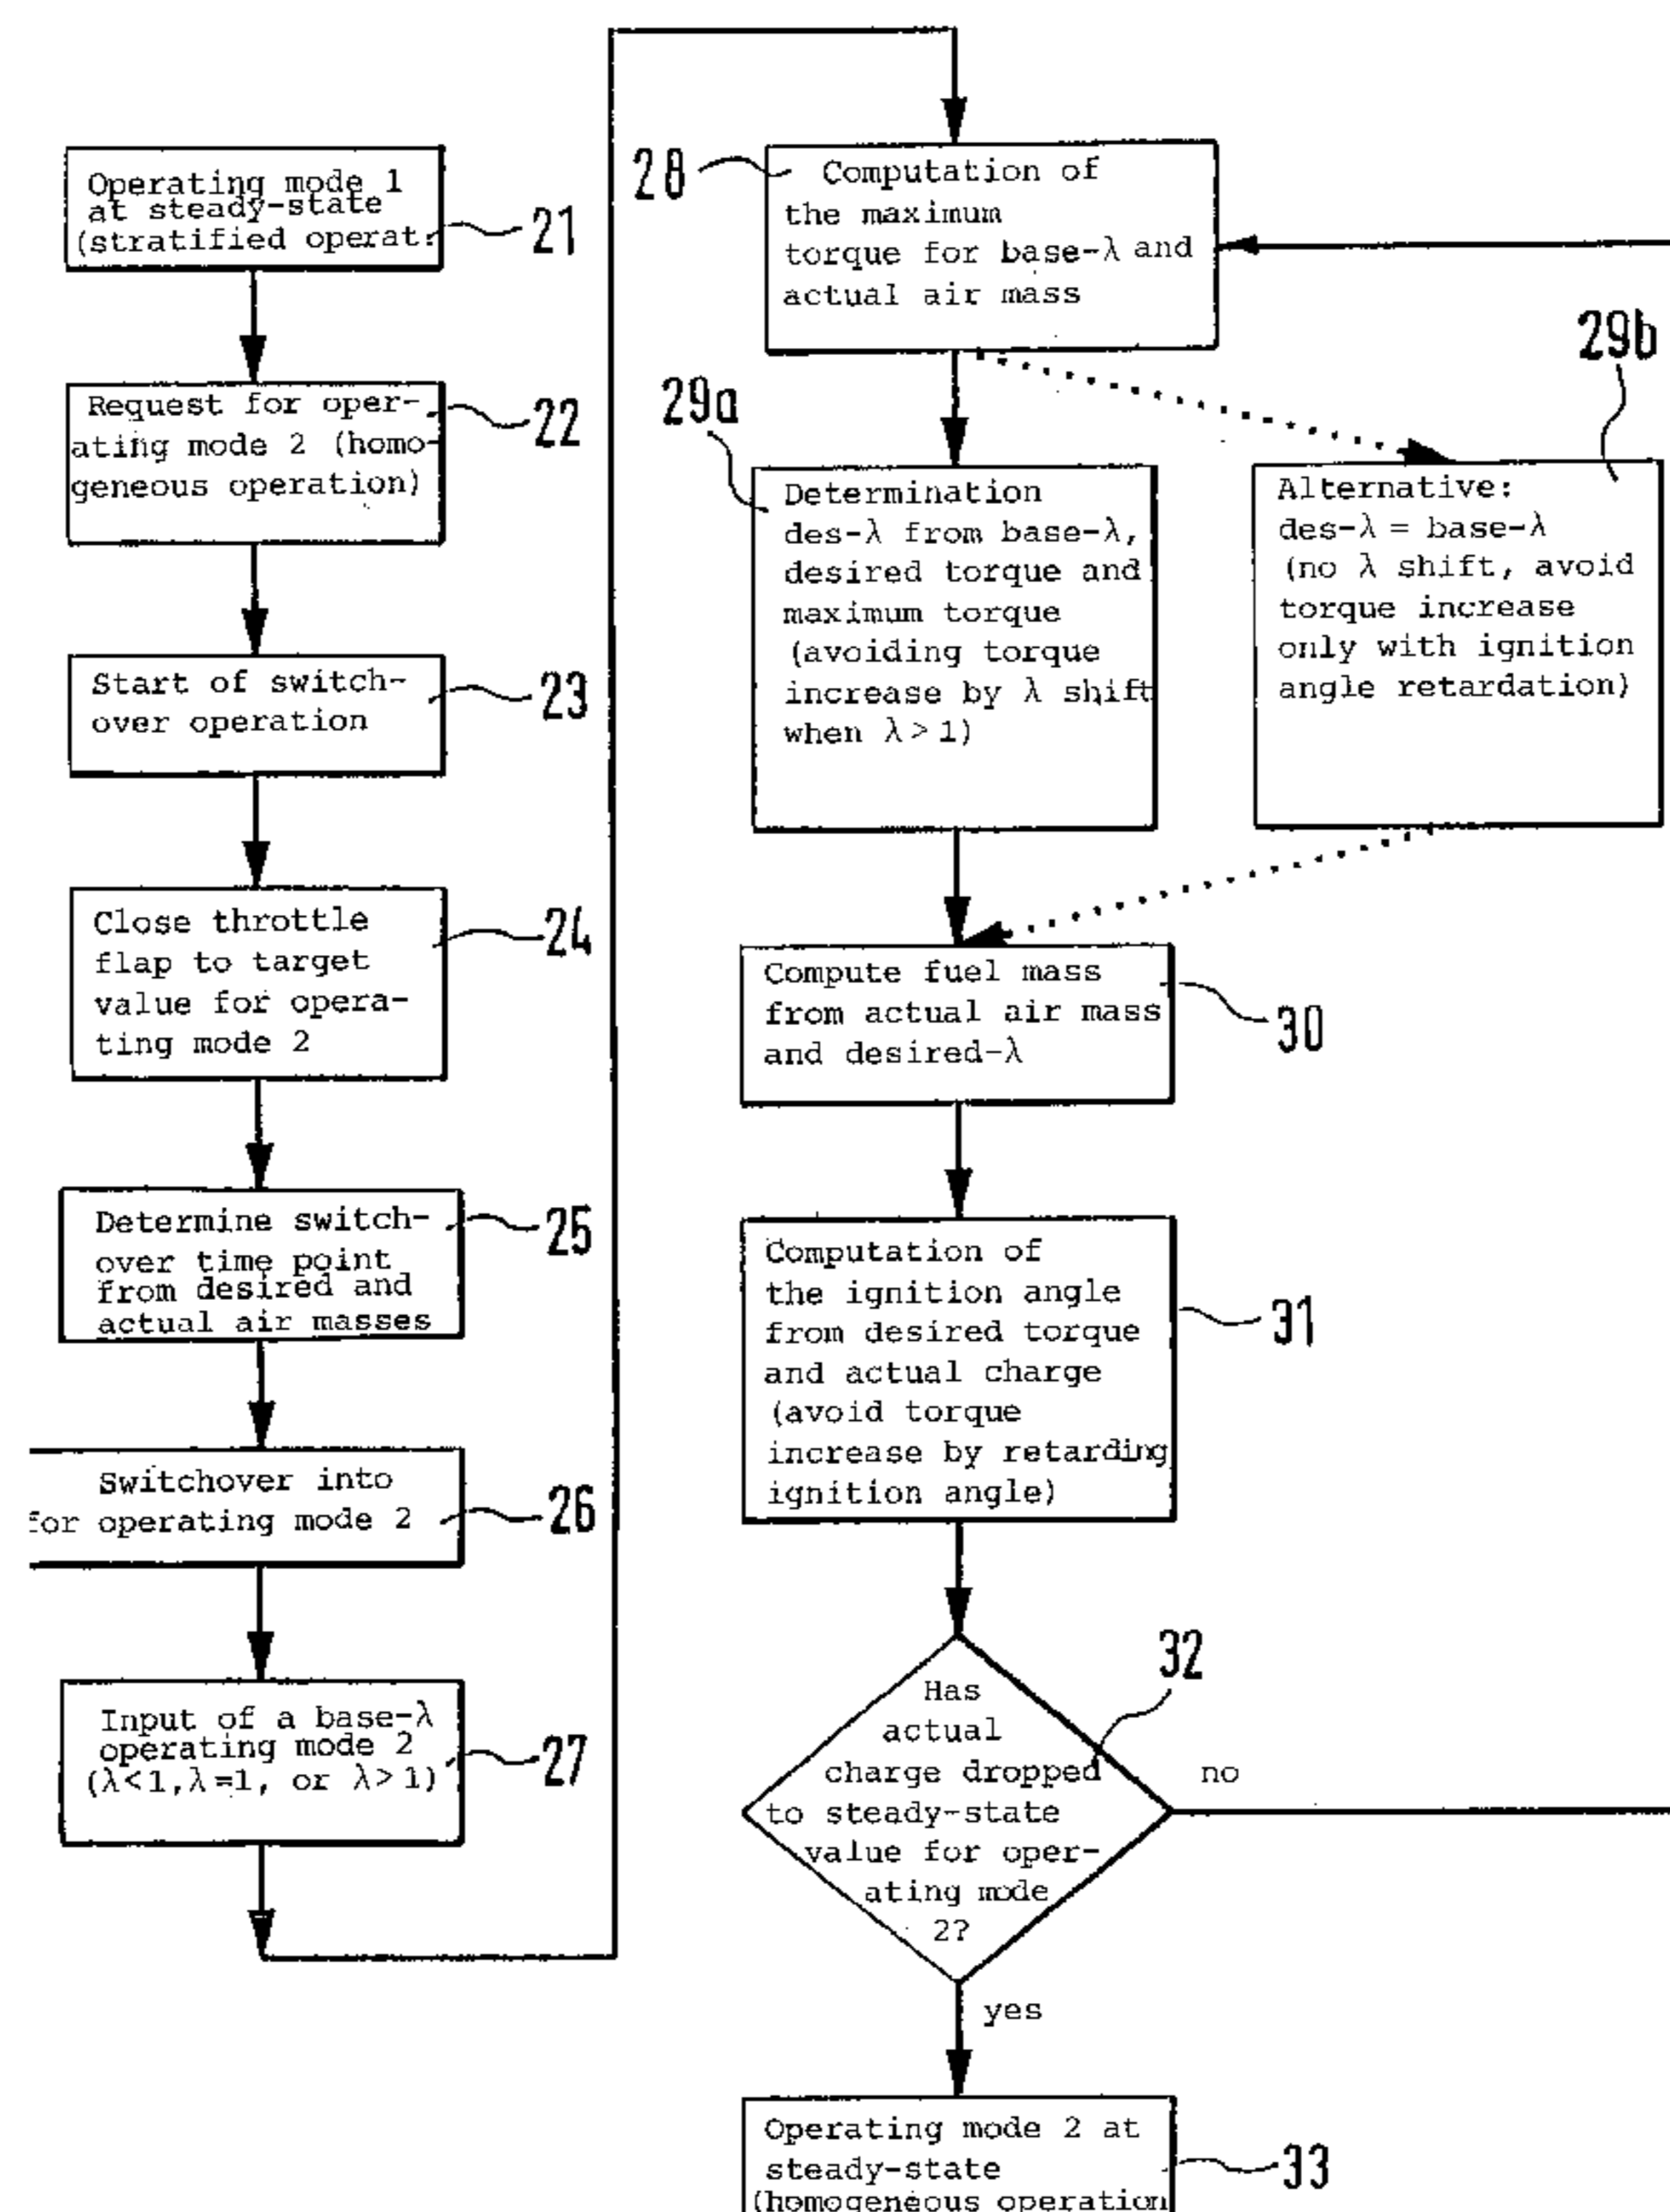 Operating mode 1
at steady-state
(stratified operat.
21
Request for oper-
ating mode 2 (homo-
geneous operation)
22
Start of switch-
over operation
23
Close throttle
flap to target
value for opera-
ting mode 2
24
Determine switch-
over time point
from desired and
actual air masses
25
Switchover into
for operating mode 2
26
Input of a base-λ
operating mode 2
(λ<1, λ=1, or λ>1)
27
28
Computation of
the maximum
torque for base-λ and
actual air mass
29a
Determination
des-λ from base-λ,
desired torque and
maximum torque
(avoiding torque
increase by λ shift
when λ>1)
29b
Alternative:
des-λ = base-λ
(no λ shift, avoid
torque increase
only with ignition
angle retardation)
Compute fuel mass
from actual air mass
and desired-λ
30
Computation of
the ignition angle
from desired torque
and actual charge
(avoid torque
increase by retarding
ignition angle)
31
32
Has
actual
charge dropped
to steady-state
value for oper-
ating mode
2?
no
yes
Operating mode 2 at
steady-state
(homogeneous operation
33